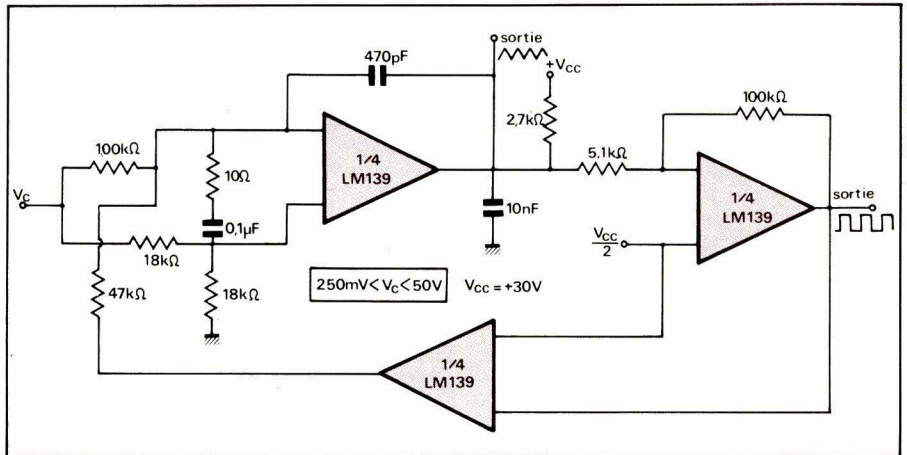 sortie
470pF
+VCC
2,7kΩ
100kΩ
100kΩ
1/4
LM139
5,1kΩ
10Ω
1/4
LM139
sortie
VC
0,1µF
10nF
VCC
2
18kΩ
47kΩ
18kΩ
250mV<VC<50V
VCC=+30V
1/4
LM139